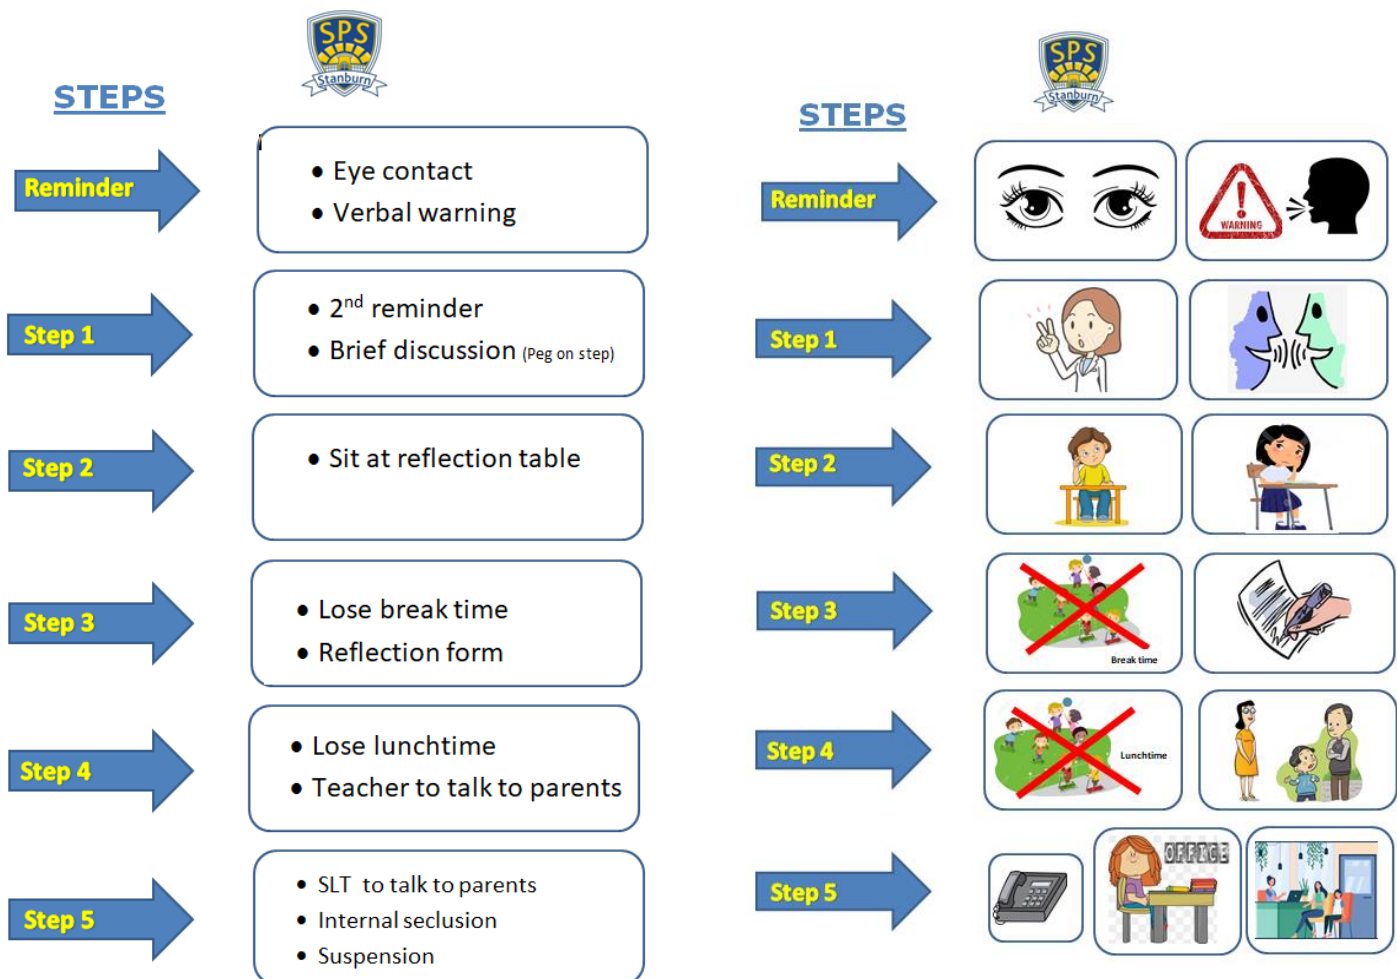 SPS
Stanburn
STEPS
Reminder
• Eye contact
• Verbal warning
Step 1
• 2nd reminder
• Brief discussion (Peg on step)
Step 2
• Sit at reflection table
Step 3
• Lose break time
• Reflection form
Step 4
• Lose lunchtime
• Teacher to talk to parents
Step 5
• SLT to talk to parents
• Internal seclusion
• Suspension
SPS
Stanburn
STEPS
Reminder
WARNING
Step 1
Step 2
Step 3
Break time
Step 4
Lunchtime
Step 5
OFFICE